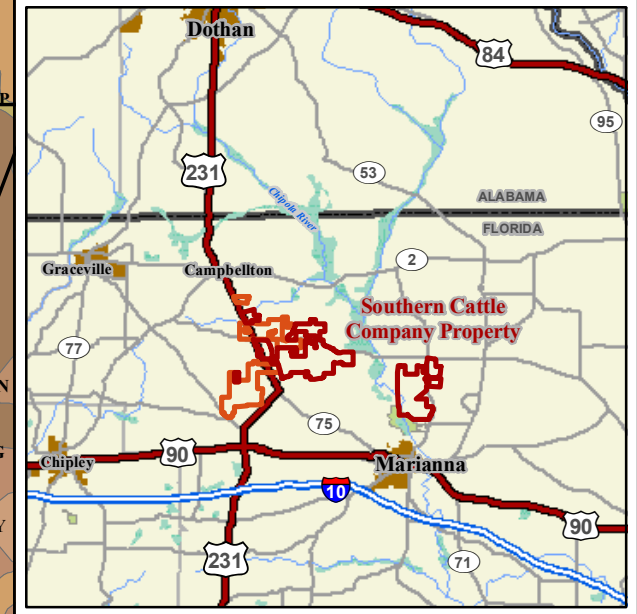 Dothan
84
P
95
231
53
Chipola River
ALABAMA
FLORIDA
2
Graceville
Campbellton
Southern Cattle
Company Property
77
N
75
G
90
Chipley
Marianna
10
90
Y
231
71